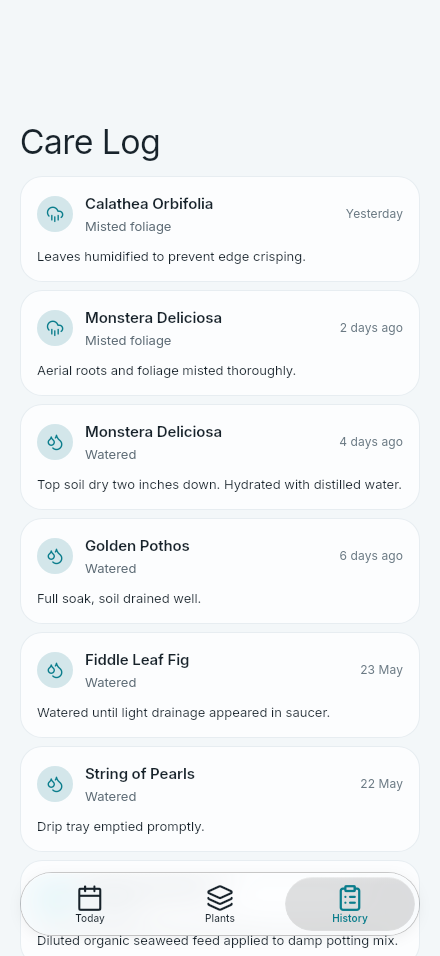 Care Log
Calathea Orbifolia
Yesterday
Misted foliage
Leaves humidified to prevent edge crisping.
Monstera Deliciosa
2 days ago
Misted foliage
Aerial roots and foliage misted thoroughly.
Monstera Deliciosa
4 days ago
Watered
Top soil dry two inches down. Hydrated with distilled water.
Golden Pothos
6 days ago
Watered
Full soak, soil drained well.
Fiddle Leaf Fig
23 May
Watered
Watered until light drainage appeared in saucer.
String of Pearls
22 May
Watered
Drip tray emptied promptly.
Today
Plants
History
Diluted organic seaweed feed applied to damp potting mix.